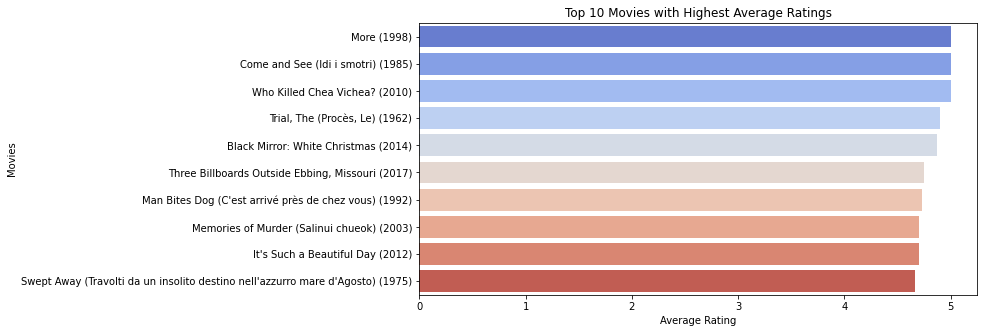 Top 10 Movies with Highest Average Ratings
Movies
More (1998)
Come and See (Idi i smotri) (1985)
Who Killed Chea Vichea? (2010)
Trial, The (Procès, Le) (1962)
Black Mirror: White Christmas (2014)
Three Billboards Outside Ebbing, Missouri (2017)
Man Bites Dog (C'est arrivé près de chez vous) (1992)
Memories of Murder (Salinui chueok) (2003)
It's Such a Beautiful Day (2012)
Swept Away (Travolti da un insolito destino nell'azzurro mare d'Agosto) (1975)
0 1 2 3 4 5
Average Rating